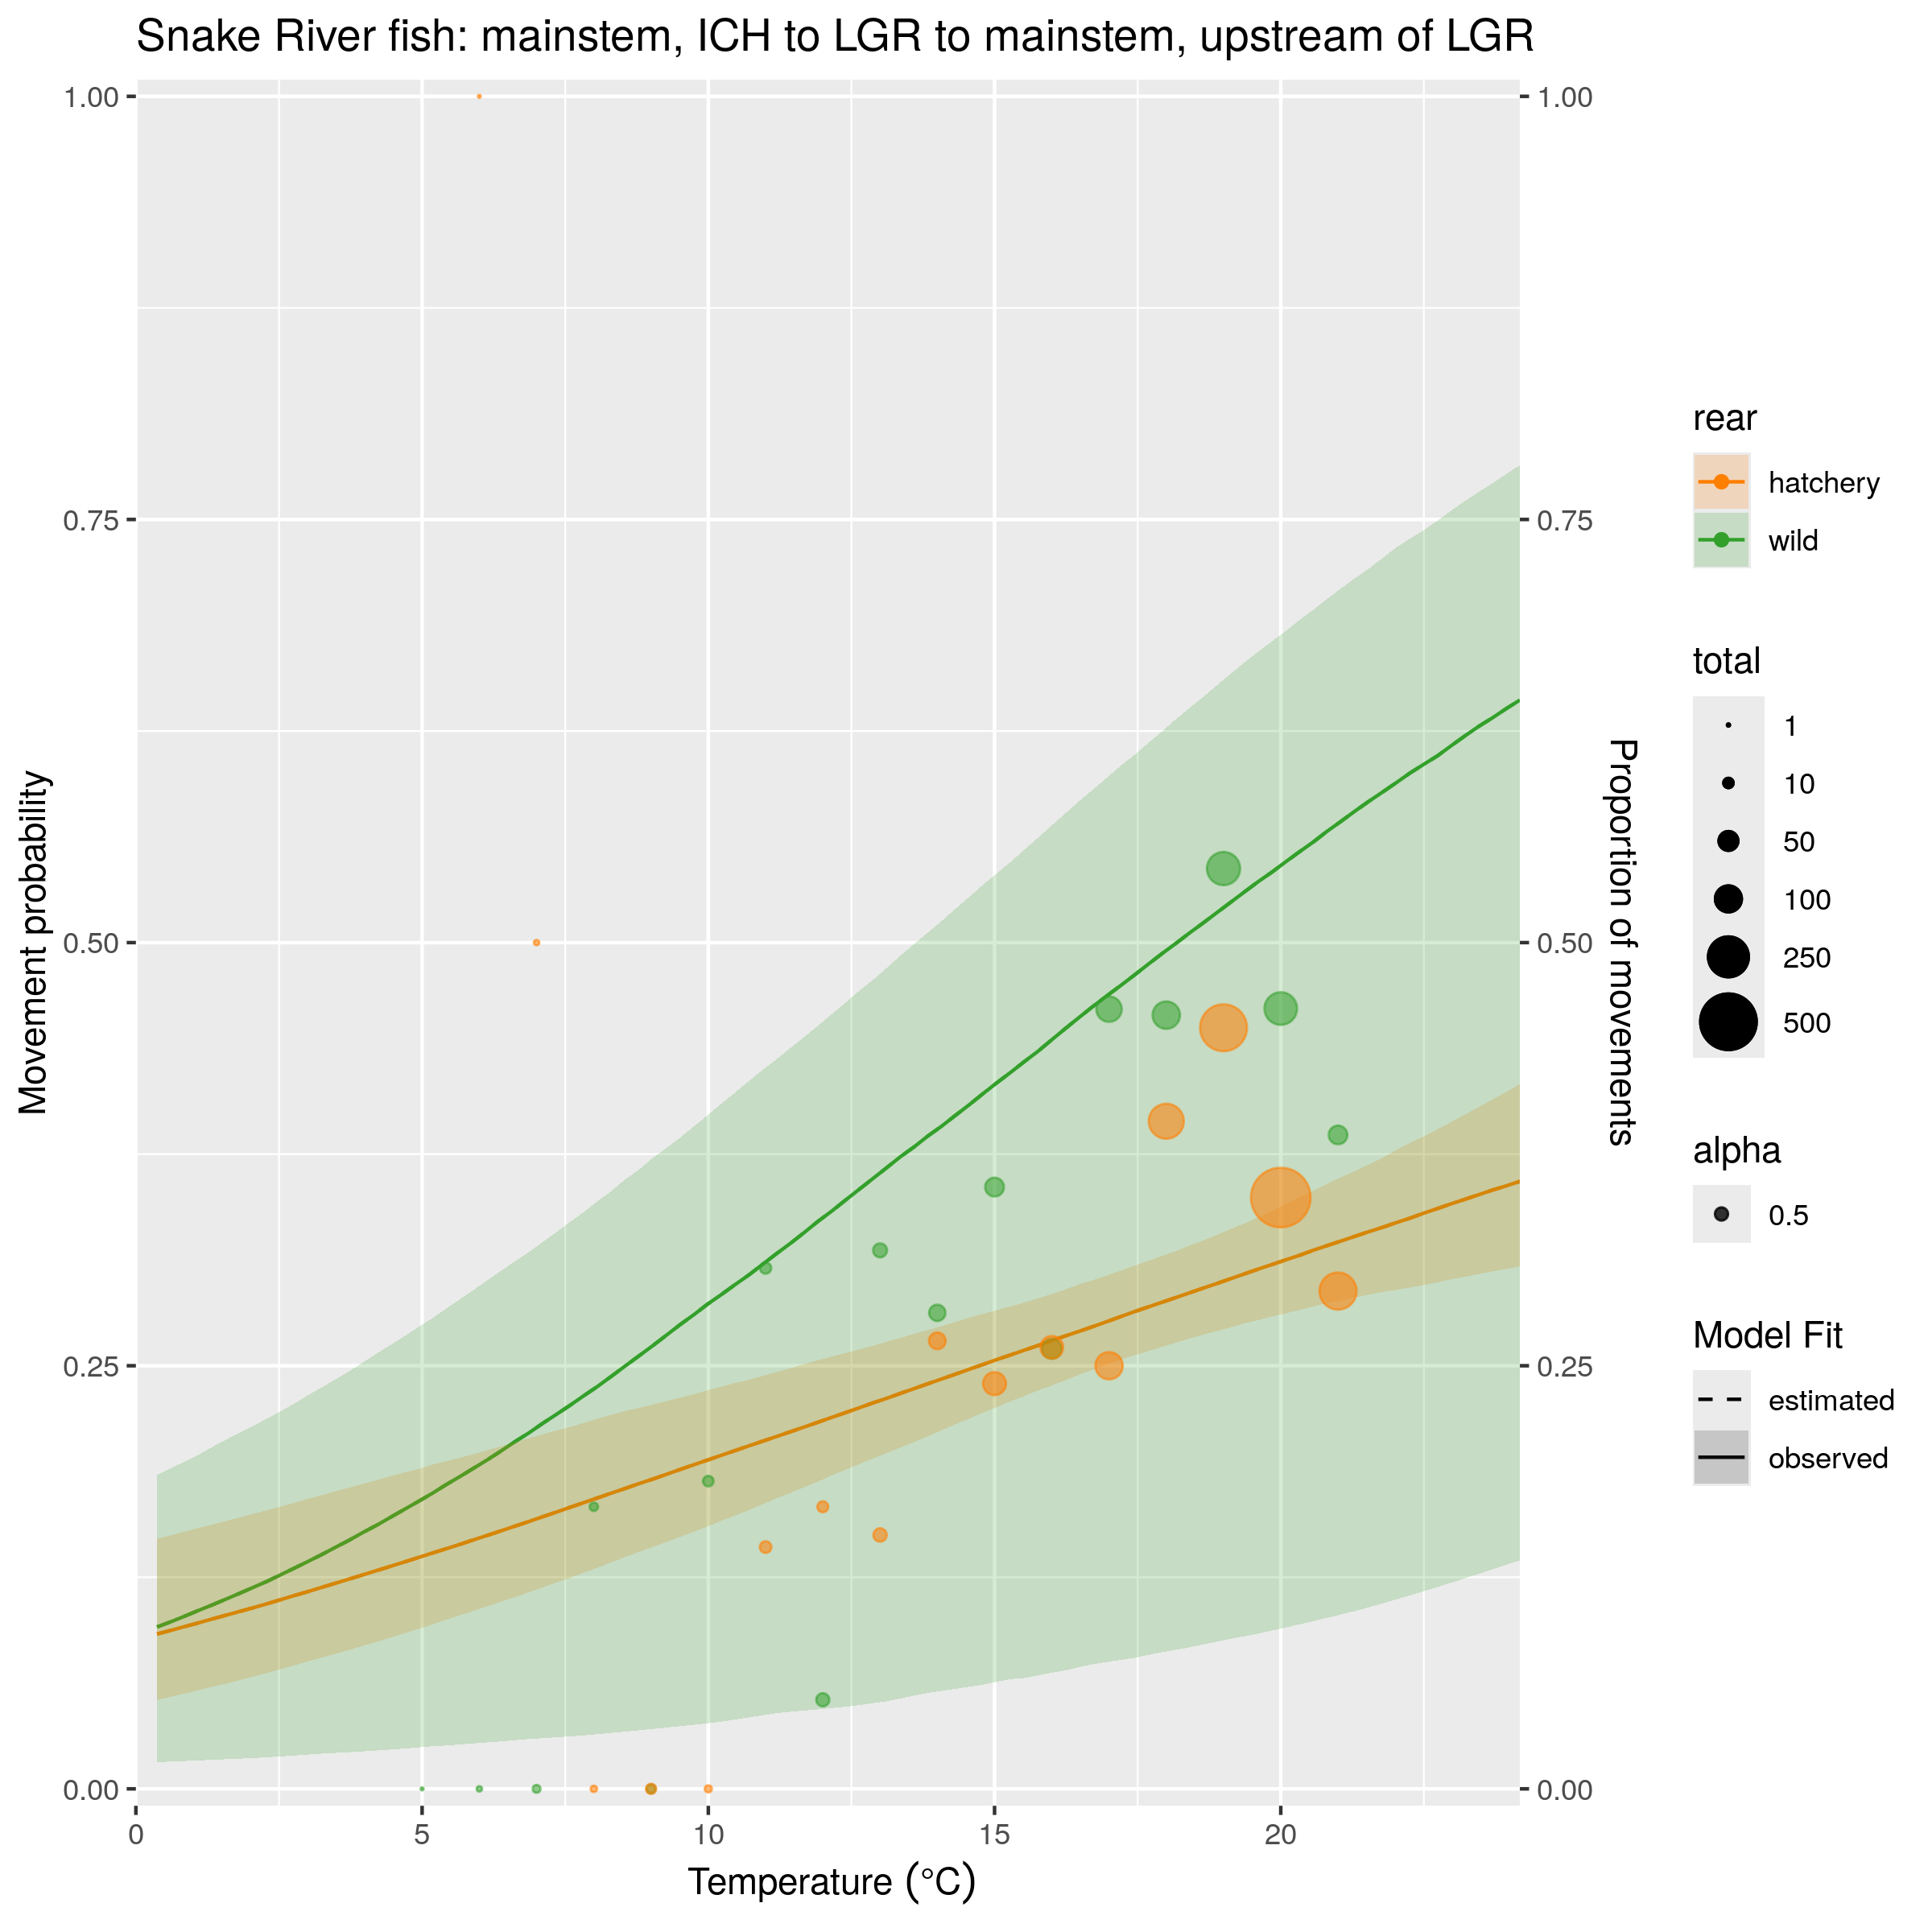 Snake River fish: mainstem, ICH to LGR to mainstem, upstream of LGR
Movement probability
1.00
0.75
0.50
0.25
0.00
0
5
10
15
20
Temperature (°C)
1.00
0.75
0.50
0.25
0.00
Proportion of movements
rear
hatchery
wild
total
1
10
50
100
250
500
alpha
0.5
Model Fit
estimated
observed